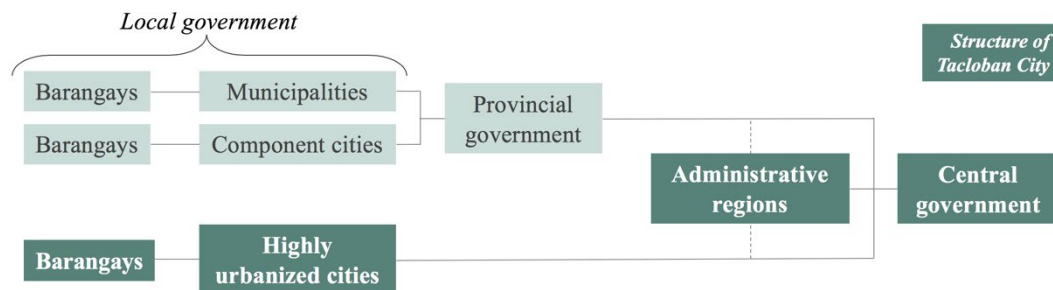 Local government
Structure of
Tacloban City
Barangays
Municipalities
Provincial
government
Barangays
Component cities
Administrative
regions
Central
government
Barangays
Highly
urbanized cities